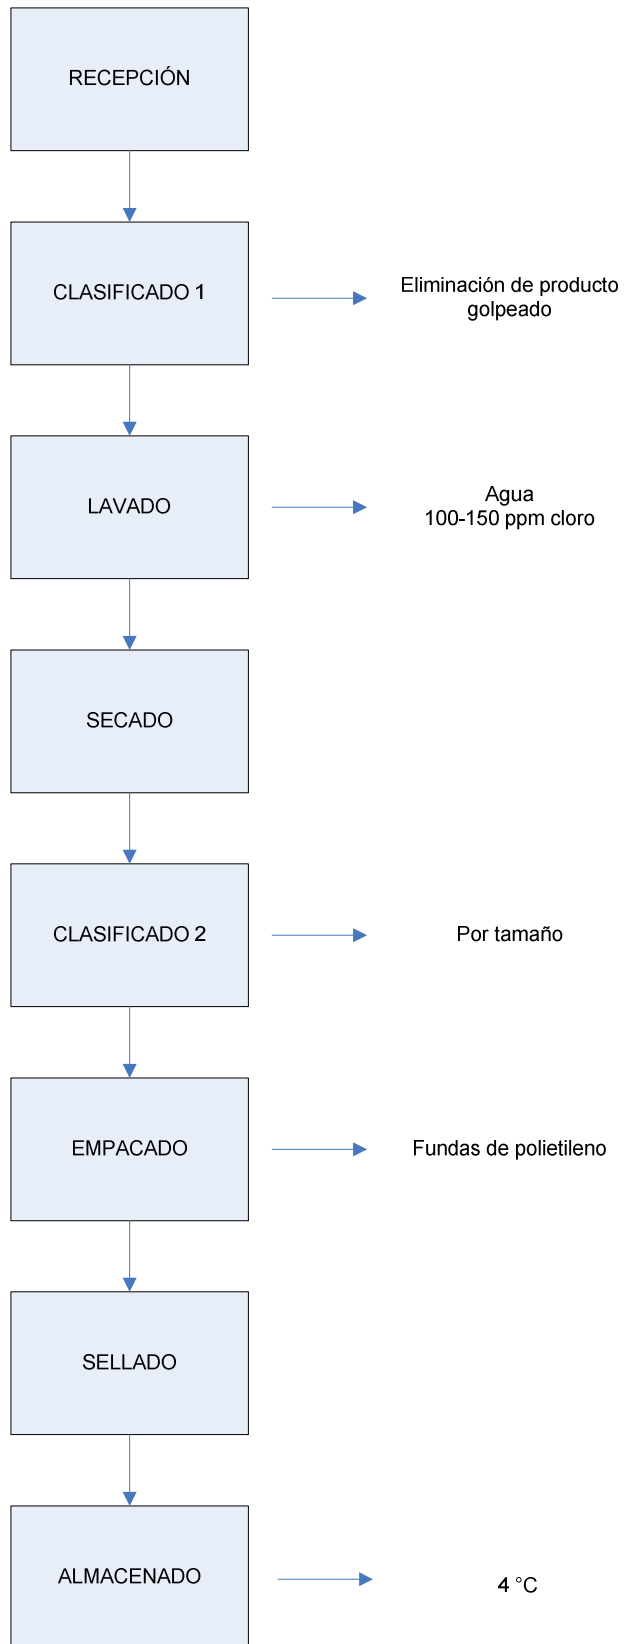 RECEPCIÓN
CLASIFICADO 1
Eliminación de producto
golpeado
LAVADO
Agua
100-150 ppm cloro
SECADO
CLASIFICADO 2
Por tamaño
EMPACADO
Fundas de polietileno
SELLADO
ALMACENADO
4 °C